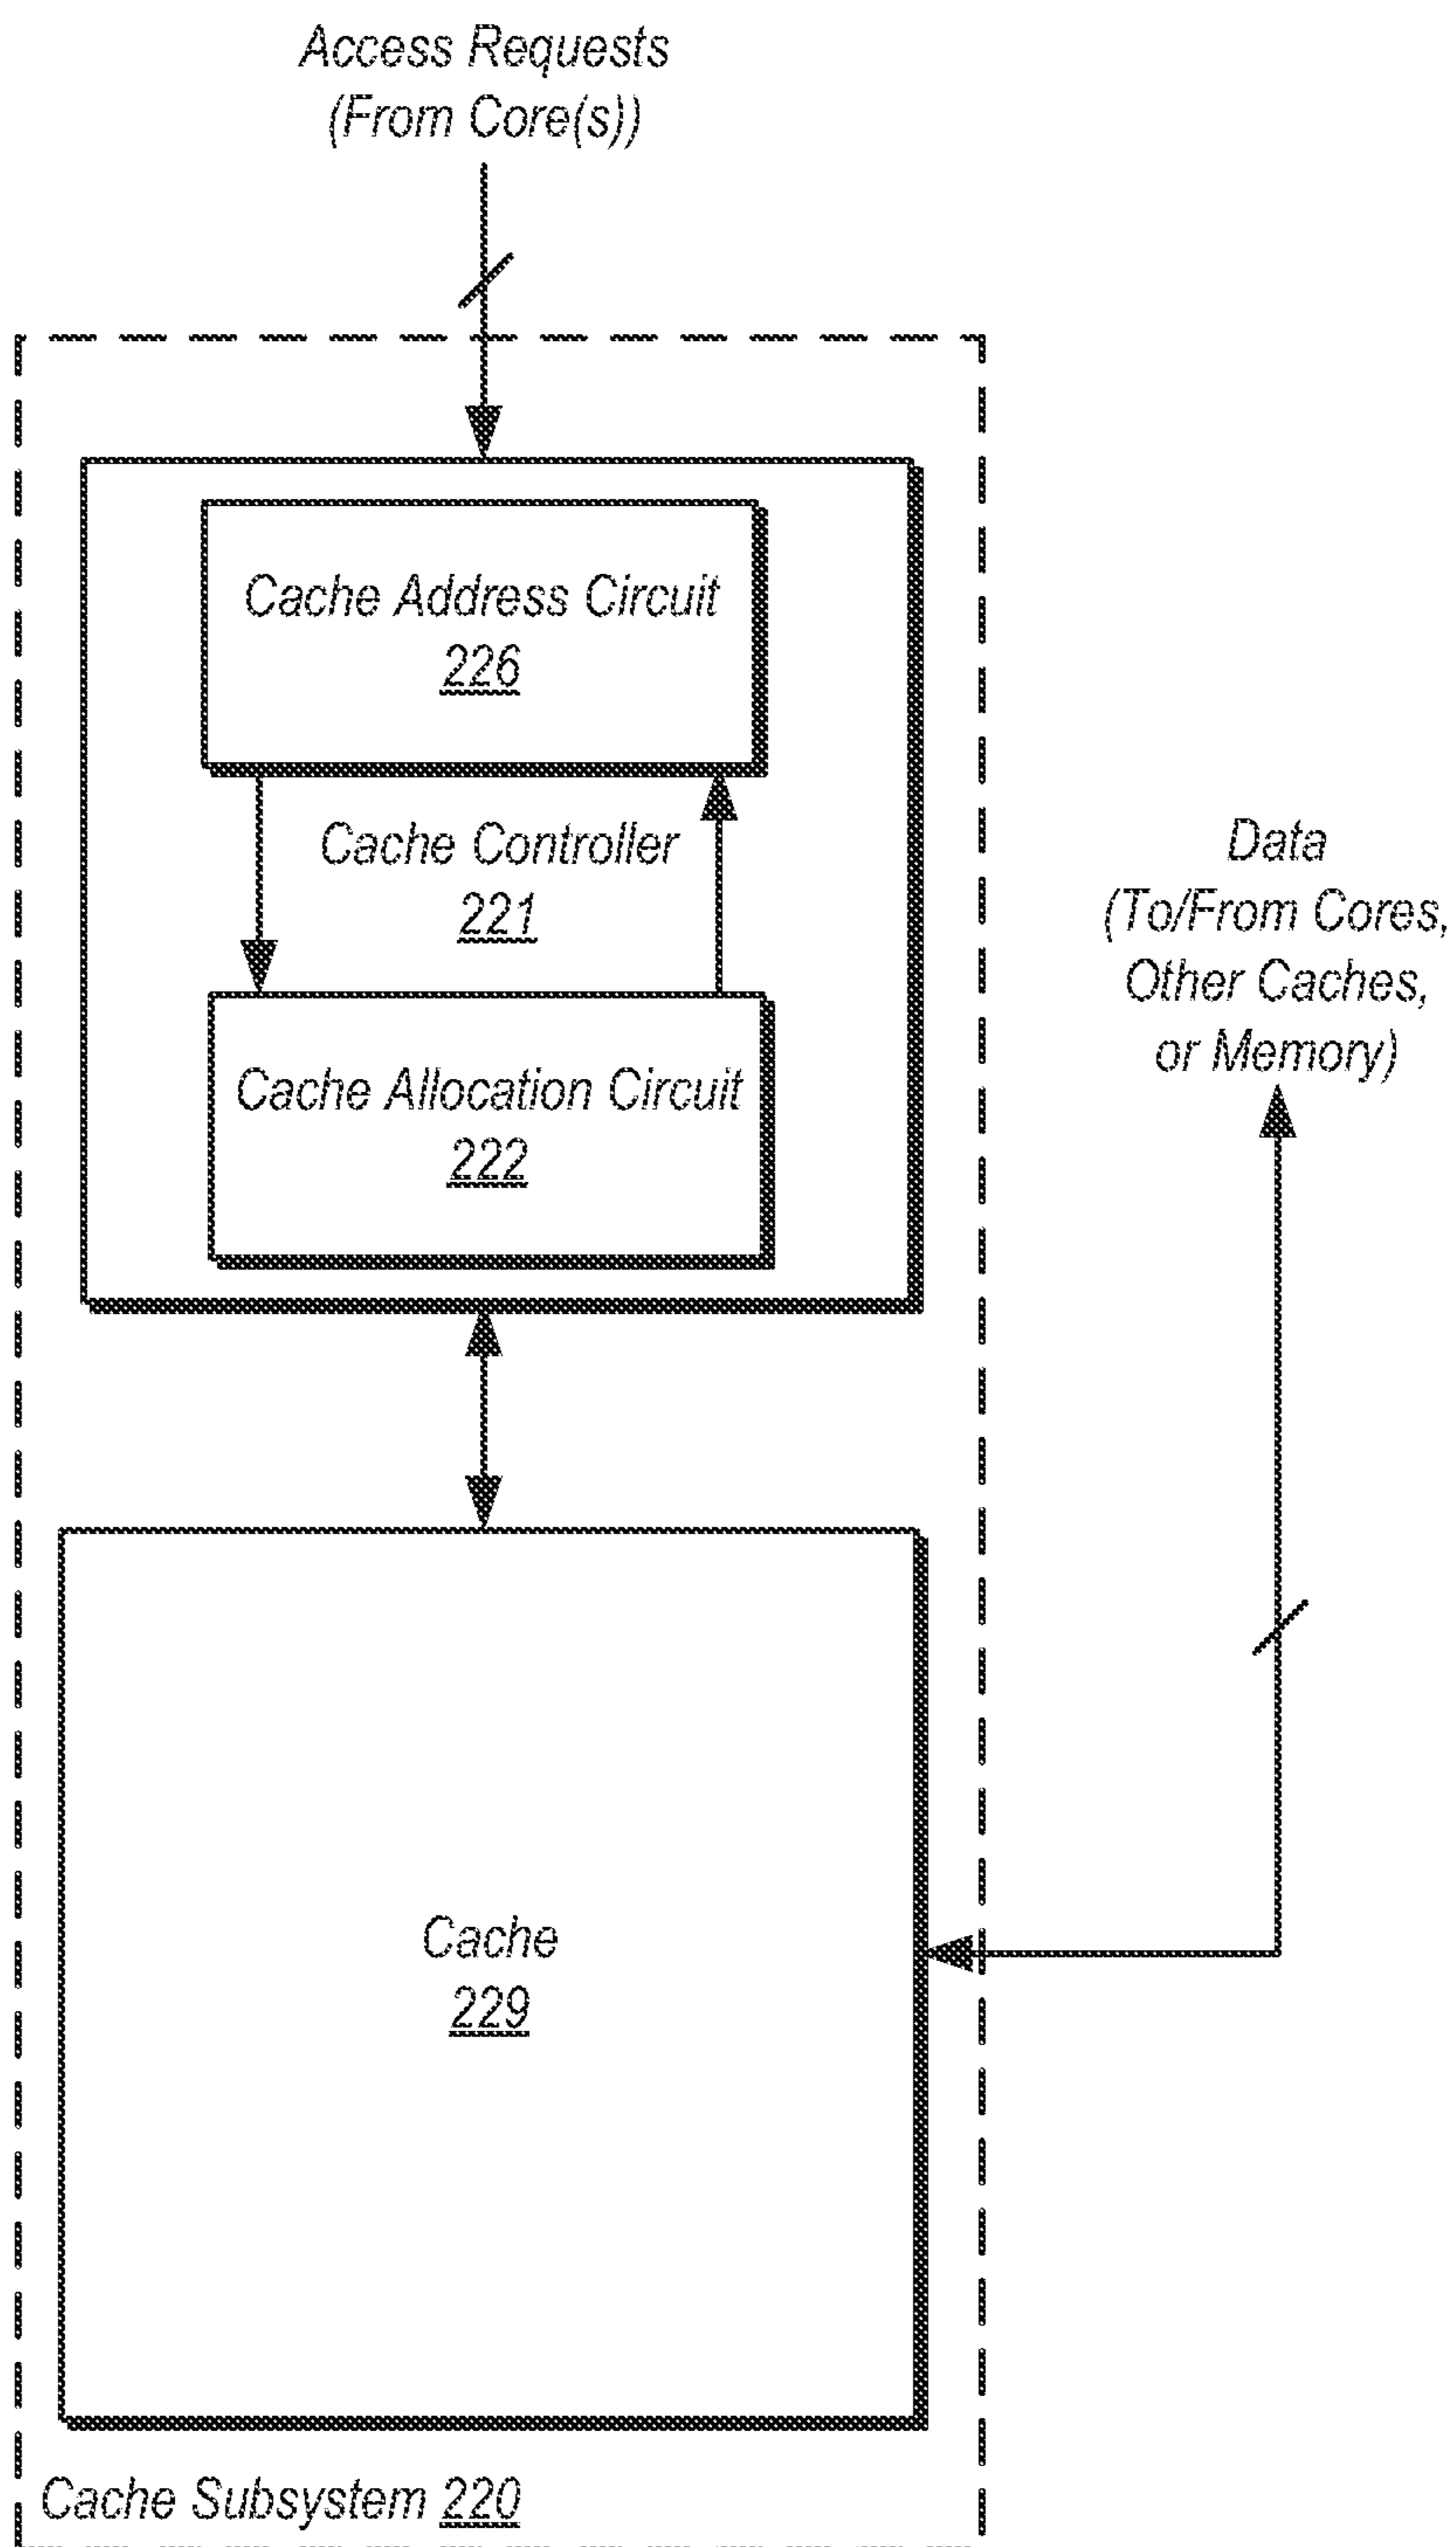 Access Requests
(From Core(s))
Cache Address Circuit
226
Cache Controller
221
Cache Allocation Circuit
222
Data
(To/From Cores,
Other Caches,
or Memory)
Cache
229
Cache Subsystem 220